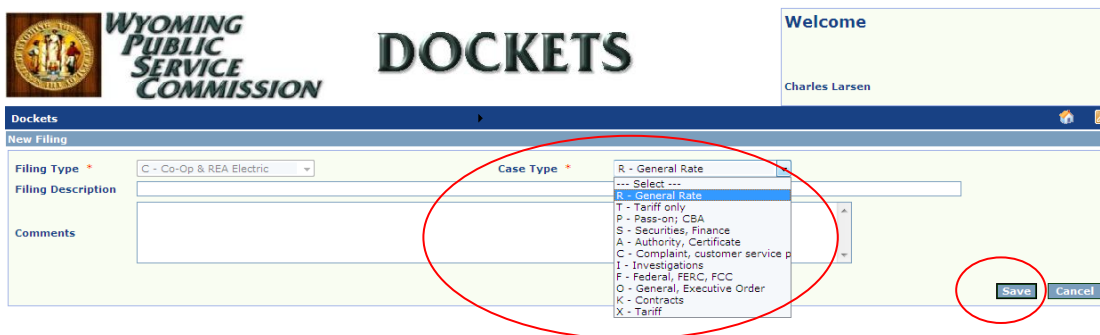 WYOMING
PUBLIC
SERVICE
COMMISSION
DOCKETS
Welcome
Charles Larsen
Dockets
New Filing
Filing Type * C - Co-Op & REA Electric Case Type * R - General Rate
Filing Description
Comments
--- Select ---
R - General Rate
T - Tariff only
P - Pass-on; CBA
S - Securities, Finance
A - Authority, Certificate
C - Complaint, customer service p
I - Investigations
F - Federal, FERC, FCC
O - General, Executive Order
K - Contracts
X - Tariff
Save Cancel